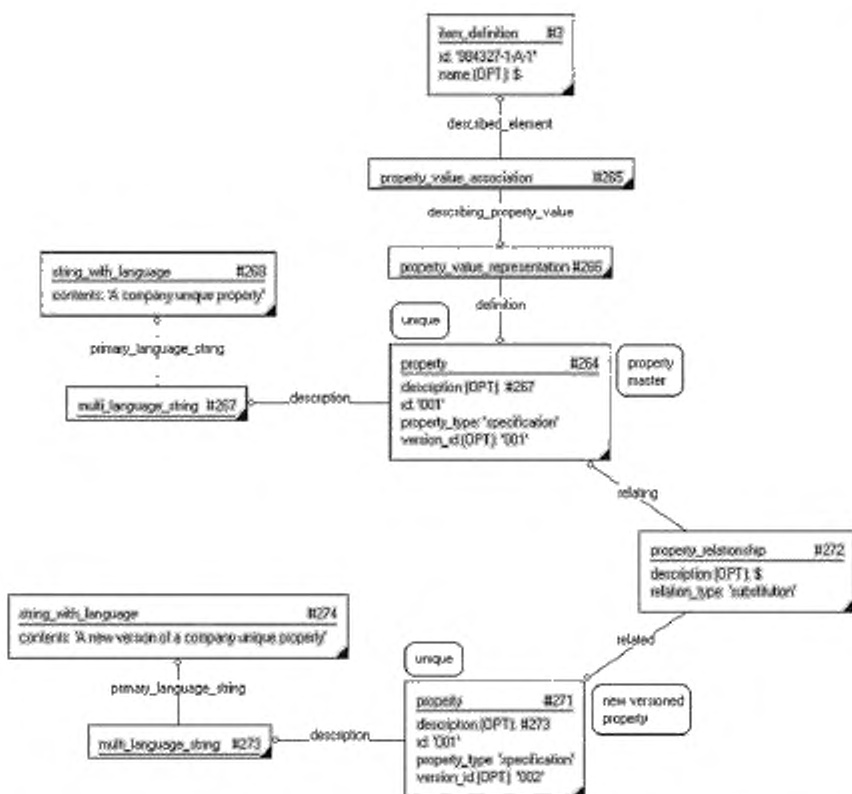 item_definition #3
id: '984327-1-A-1'
name:(OPT): $
described_element
property_value_association #265
describing_property_value
property_value_representation #266
definition
string_with_language #268
contents: 'A company unique property'
primary_language_string
multi_language_string #267
description
unique
property #264
description:(OPT): #267
id: '001'
property_type: 'specification'
version_id:(OPT): '001'
property
master
relating
property_relationship #272
description:(OPT): $
relation_type: 'substitution'
related
string_with_language #274
contents: 'A new version of a company unique property'
primary_language_string
multi_language_string #273
description
unique
property #271
description:(OPT): #273
id: '001'
property_type: 'specification'
version_id:(OPT): '002'
new versioned
property